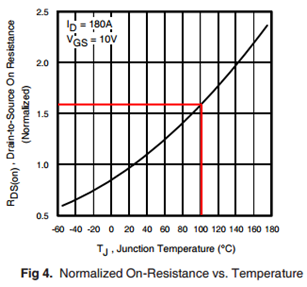 2.5
I_D = 180A
V_GS = 10V
2.0
1.5
1.0
0.5
R_DS(on) , Drain-to-Source On Resistance
(Normalized)
-60 -40 -20 0 20 40 60 80 100 120 140 160 180
T_J , Junction Temperature (°C)
Fig 4. Normalized On-Resistance vs. Temperature